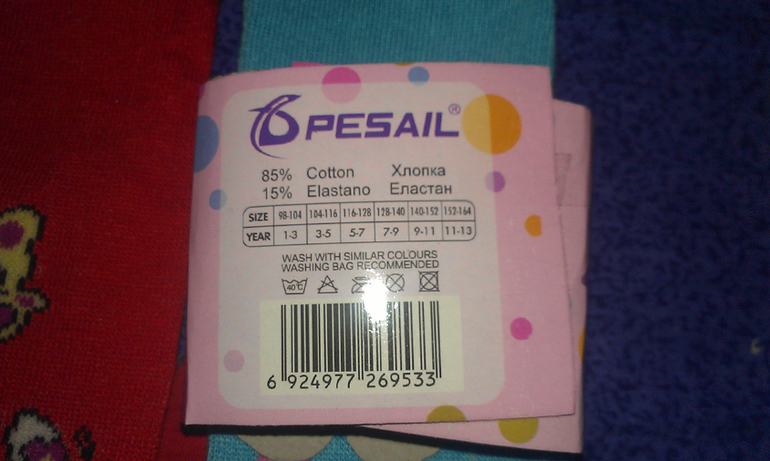 PESAIL®
85% Cotton Хлопка
15% Elastano Еластан
SIZE 98-104 104-116 116-128 128-140 140-152 152-164
YEAR 1-3 3-5 5-7 7-9 9-11 11-13
WASH WITH SIMILAR COLOURS
WASHING BAG RECOMMENDED
40°C
6 924977 269533